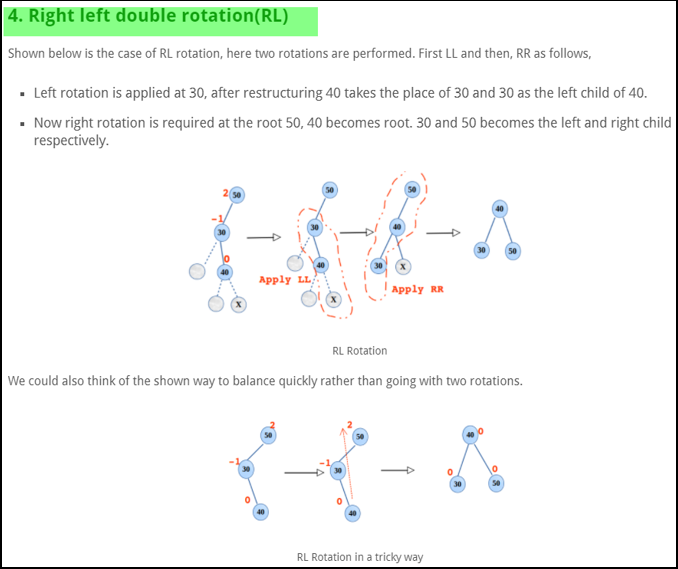 4. Right left double rotation(RL)
Shown below is the case of RL rotation, here two rotations are performed. First LL and then, RR as follows,
▪ Left rotation is applied at 30, after restructuring 40 takes the place of 30 and 30 as the left child of 40.
▪ Now right rotation is required at the root 50, 40 becomes root. 30 and 50 becomes the left and right child
respectively.
2 50 50 50
40
-1
30 30 40
30 50
0
40 40 30 X
Apply LL
X X
Apply RR
RL Rotation
We could also think of the shown way to balance quickly rather than going with two rotations.
2 2
50 50 40 0
-1 -1
30 30
0 0
30 50
0 0
40 40
RL Rotation in a tricky way